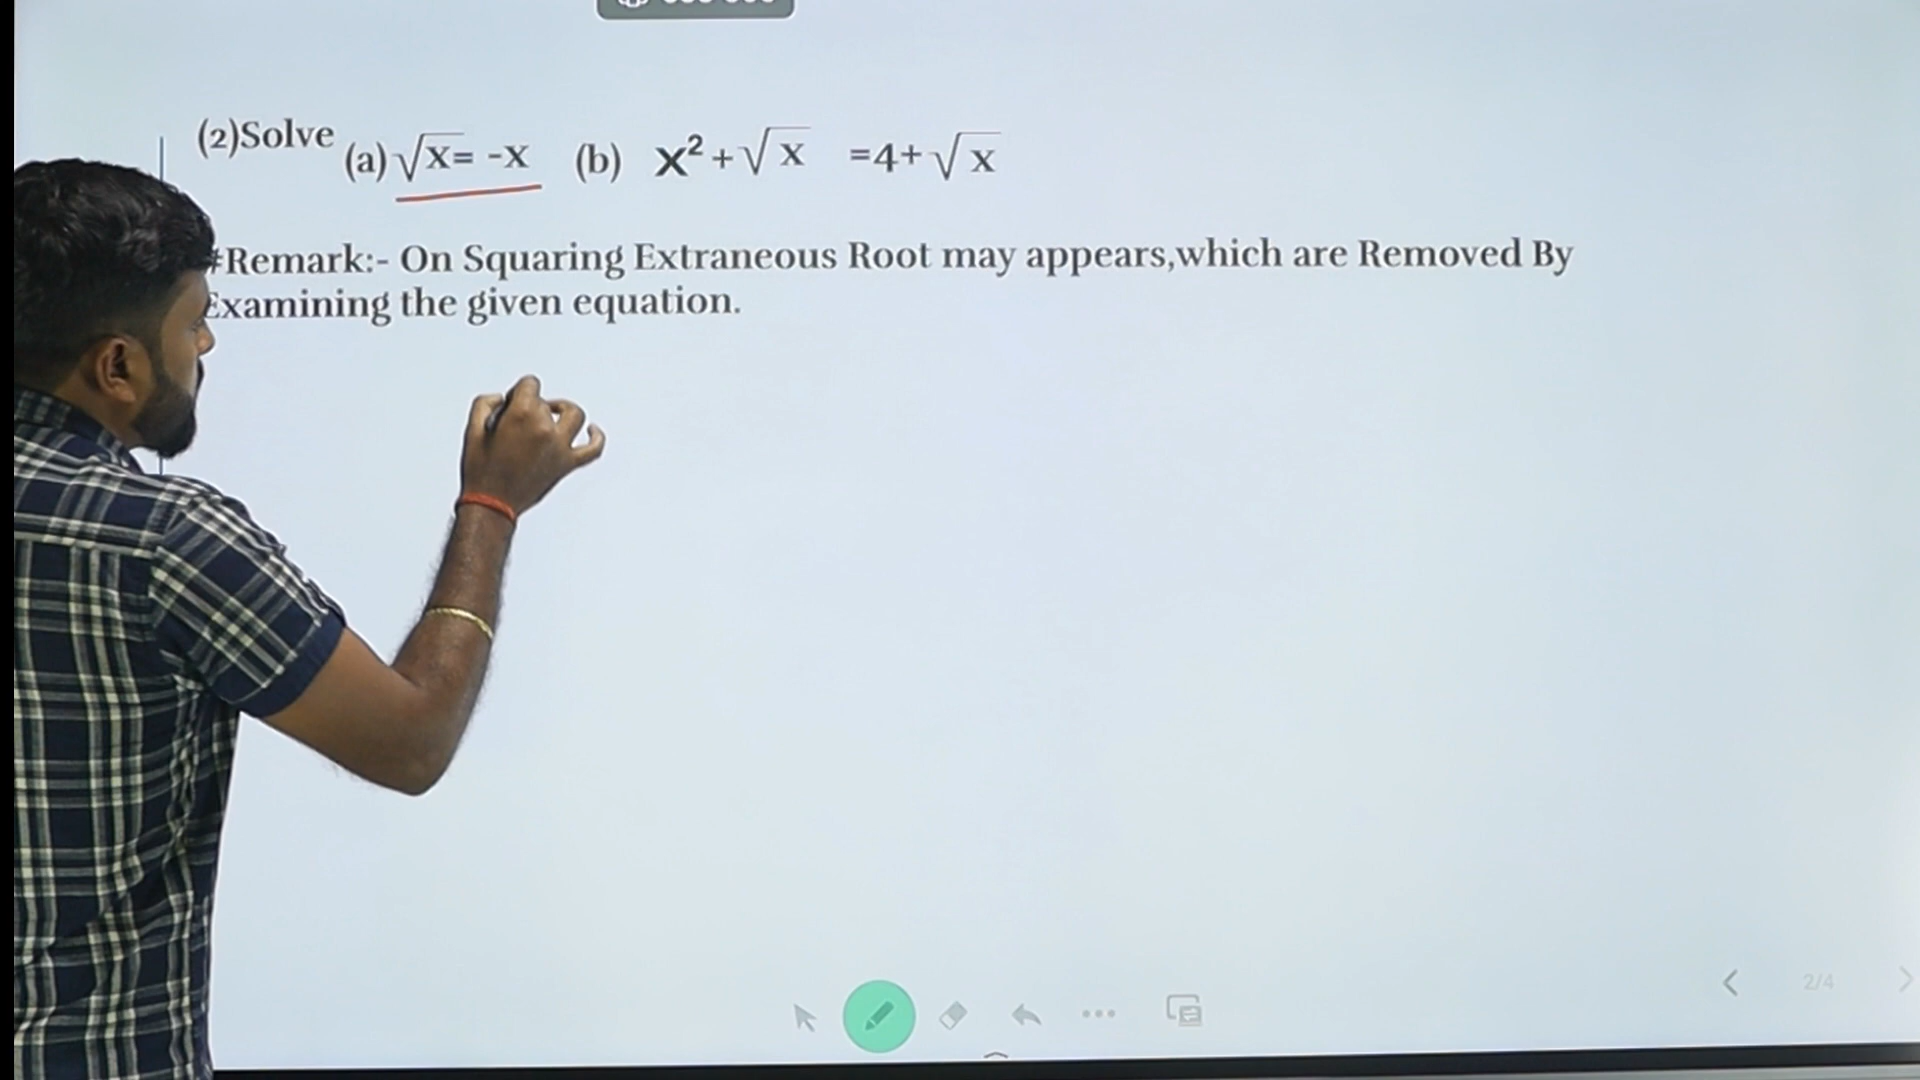 (2)Solve (a) √x= -x (b) x²+√x =4+√x
#Remark:- On Squaring Extraneous Root may appears,which are Removed By
Examining the given equation.
2/4